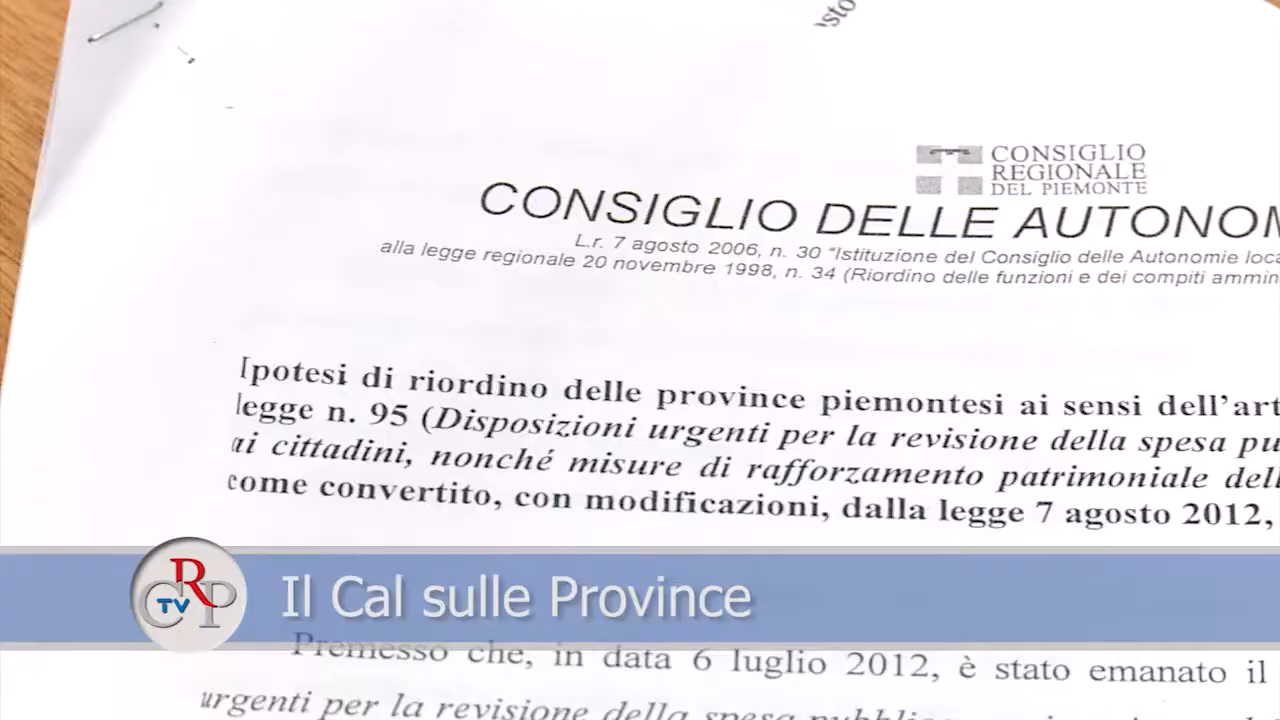 CONSIGLIO
REGIONALE
DEL PIEMONTE
CONSIGLIO DELLE AUTONOM
L.r. 7 agosto 2006, n. 30 “Istituzione del Consiglio delle Autonomie loca
alla legge regionale 20 novembre 1998, n. 34 (Riordino delle funzioni e dei compiti ammin
Ipotesi di riordino delle province piemontesi ai sensi dell’art
legge n. 95 (Disposizioni urgenti per la revisione della spesa pu
ai cittadini, nonché misure di rafforzamento patrimoniale dell
come convertito, con modificazioni, dalla legge 7 agosto 2012,
CRP
TV
Il Cal sulle Province
Premesso che, in data 6 luglio 2012, è stato emanato il
urgenti per la revisione della spesa